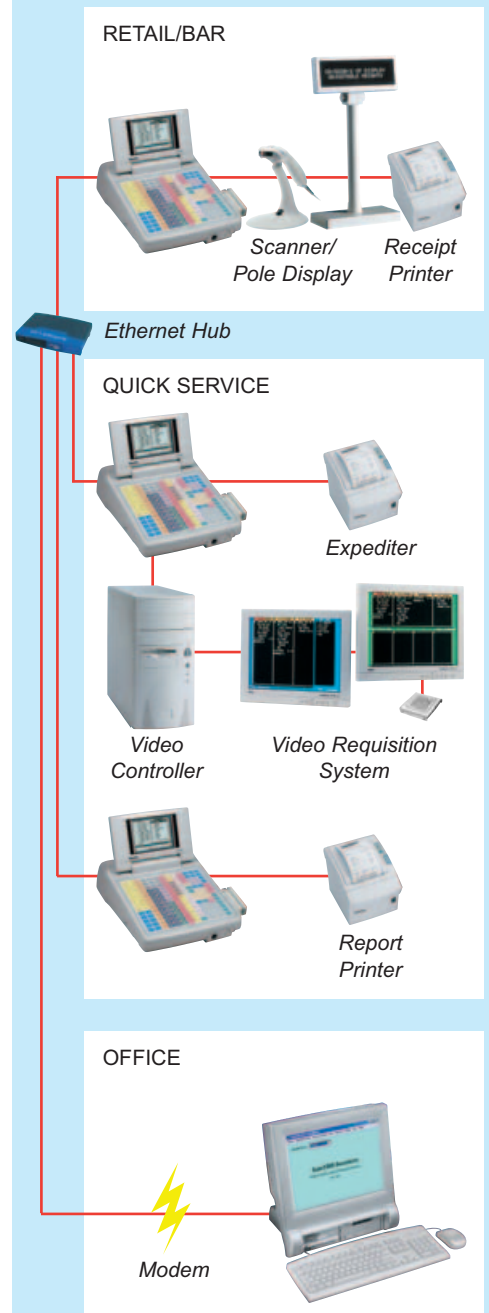 RETAIL/BAR
Scanner/
Pole Display
Receipt
Printer
Ethernet Hub
QUICK SERVICE
Expediter
Video
Controller
Video Requisition
System
Report
Printer
OFFICE
Modem